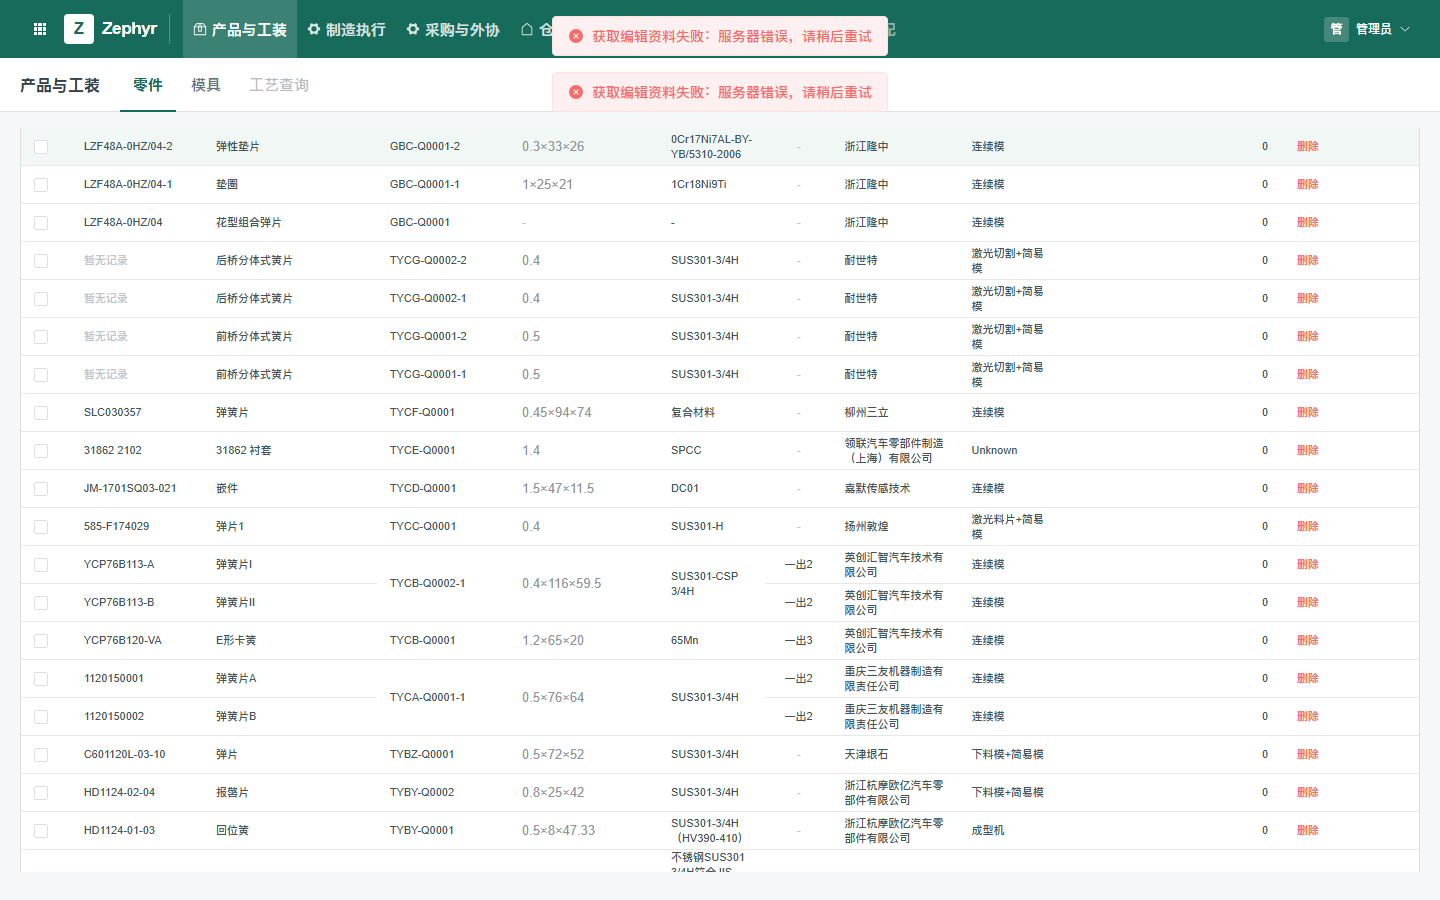 Z Zephyr 产品与工装 制造执行 采购与外协 仓
管 管理员
获取编辑资料失败：服务器错误，请稍后重试
获取编辑资料失败：服务器错误，请稍后重试
产品与工装 零件 模具 工艺查询
LZF48A-0HZ/04-2 弹性垫片 GBC-Q0001-2 0.3×33×26 0Cr17Ni7AL-BY-YB/5310-2006 - 浙江隆中 连续模 0 删除
LZF48A-0HZ/04-1 垫圈 GBC-Q0001-1 1×25×21 1Cr18Ni9Ti - 浙江隆中 连续模 0 删除
LZF48A-0HZ/04 花型组合弹片 GBC-Q0001 - - - 浙江隆中 连续模 0 删除
暂无记录 后桥分体式簧片 TYCG-Q0002-2 0.4 SUS301-3/4H - 耐世特 激光切割+简易模 0 删除
暂无记录 后桥分体式簧片 TYCG-Q0002-1 0.4 SUS301-3/4H - 耐世特 激光切割+简易模 0 删除
暂无记录 前桥分体式簧片 TYCG-Q0001-2 0.5 SUS301-3/4H - 耐世特 激光切割+简易模 0 删除
暂无记录 前桥分体式簧片 TYCG-Q0001-1 0.5 SUS301-3/4H - 耐世特 激光切割+简易模 0 删除
SLC030357 弹簧片 TYCF-Q0001 0.45×94×74 复合材料 - 柳州三立 连续模 0 删除
31862 2102 31862 衬套 TYCE-Q0001 1.4 SPCC - 领联汽车零部件制造（上海）有限公司 Unknown 0 删除
JM-1701SQ03-021 嵌件 TYCD-Q0001 1.5×47×11.5 DC01 - 嘉默传感技术 连续模 0 删除
585-F174029 弹片1 TYCC-Q0001 0.4 SUS301-H - 扬州敦煌 激光料片+简易模 0 删除
YCP76B113-A 弹簧片I TYCB-Q0002-1 0.4×116×59.5 SUS301-CSP 3/4H 一出2 英创汇智汽车技术有限公司 连续模 0 删除
YCP76B113-B 弹簧片II 一出2 英创汇智汽车技术有限公司 连续模 0 删除
YCP76B120-VA E形卡簧 TYCB-Q0001 1.2×65×20 65Mn 一出3 英创汇智汽车技术有限公司 连续模 0 删除
1120150001 弹簧片A TYCA-Q0001-1 0.5×76×64 SUS301-3/4H 一出2 重庆三友机器制造有限责任公司 连续模 0 删除
1120150002 弹簧片B 一出2 重庆三友机器制造有限责任公司 连续模 0 删除
C601120L-03-10 弹片 TYBZ-Q0001 0.5×72×52 SUS301-3/4H - 天津垠石 下料模+简易模 0 删除
HD1124-02-04 报警片 TYBY-Q0002 0.8×25×42 SUS301-3/4H - 浙江杭摩欧亿汽车零部件有限公司 下料模+简易模 0 删除
HD1124-01-03 回位簧 TYBY-Q0001 0.5×8×47.33 SUS301-3/4H（HV390-410） - 浙江杭摩欧亿汽车零部件有限公司 成型机 0 删除
不锈钢SUS301